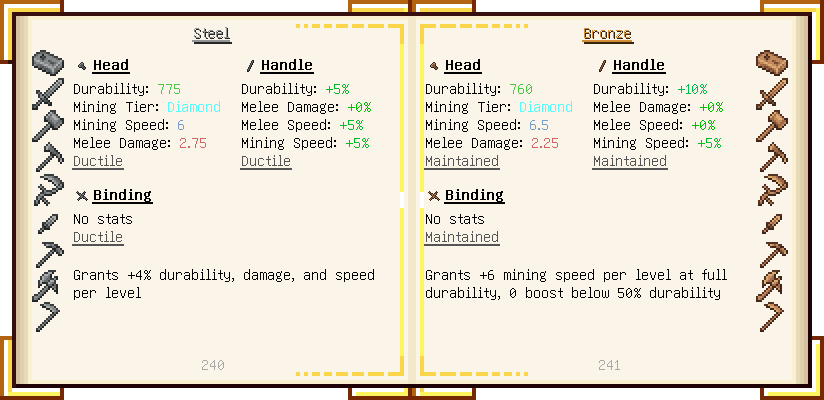 Steel
Head
Durability: 775
Mining Tier: Diamond
Mining Speed: 6
Melee Damage: 2.75
Ductile
Handle
Durability: +5%
Melee Damage: +0%
Melee Speed: +5%
Mining Speed: +5%
Ductile
Binding
No stats
Ductile
Grants +4% durability, damage, and speed
per level
240
Bronze
Head
Durability: 760
Mining Tier: Diamond
Mining Speed: 6.5
Melee Damage: 2.25
Maintained
Handle
Durability: +10%
Melee Damage: +0%
Melee Speed: +0%
Mining Speed: +5%
Maintained
Binding
No stats
Maintained
Grants +6 mining speed per level at full
durability, 0 boost below 50% durability
241